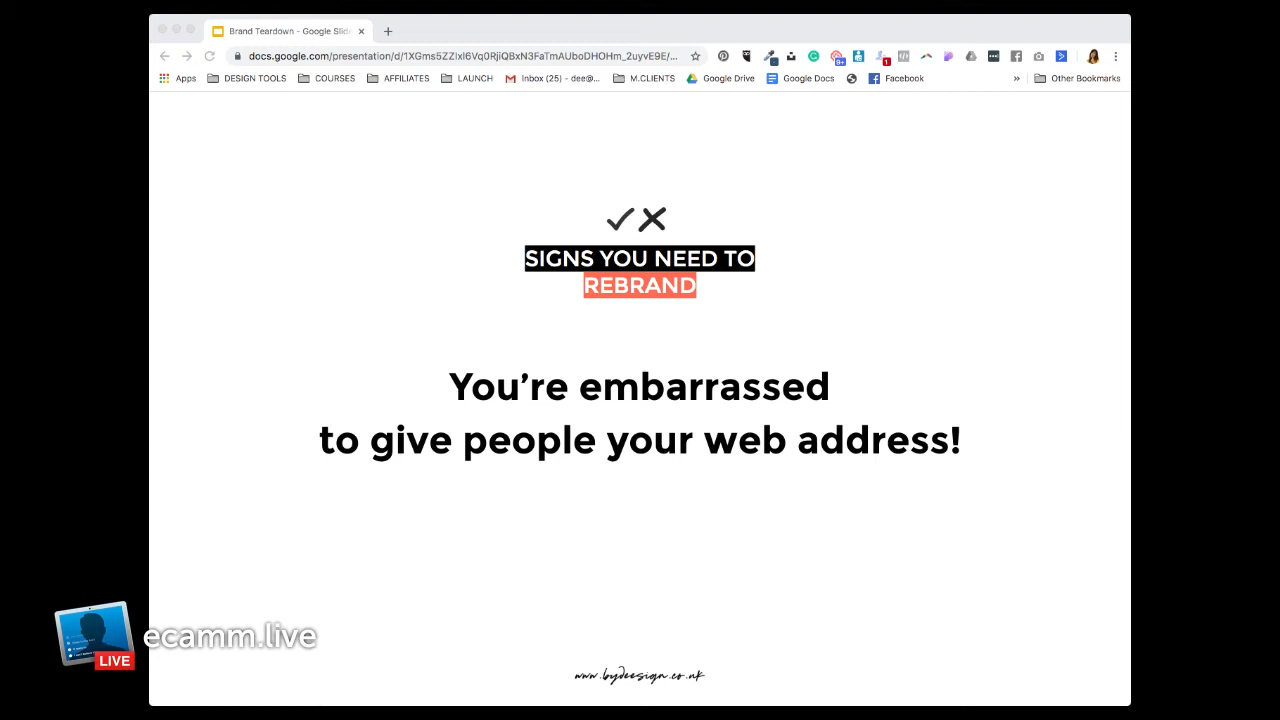 Brand Teardown - Google Slide
docs.google.com/presentation/d/1XGms5ZZlxl6Vq0RjiQBxN3FaTmAUboDHOHm_2uyvE9E/...
Apps DESIGN TOOLS COURSES AFFILIATES LAUNCH Inbox (25) - dee@... M.CLIENTS Google Drive Google Docs Facebook » Other Bookmarks
SIGNS YOU NEED TO
REBRAND
You’re embarrassed
to give people your web address!
ecamm.live
LIVE
www.bydeesign.co.uk